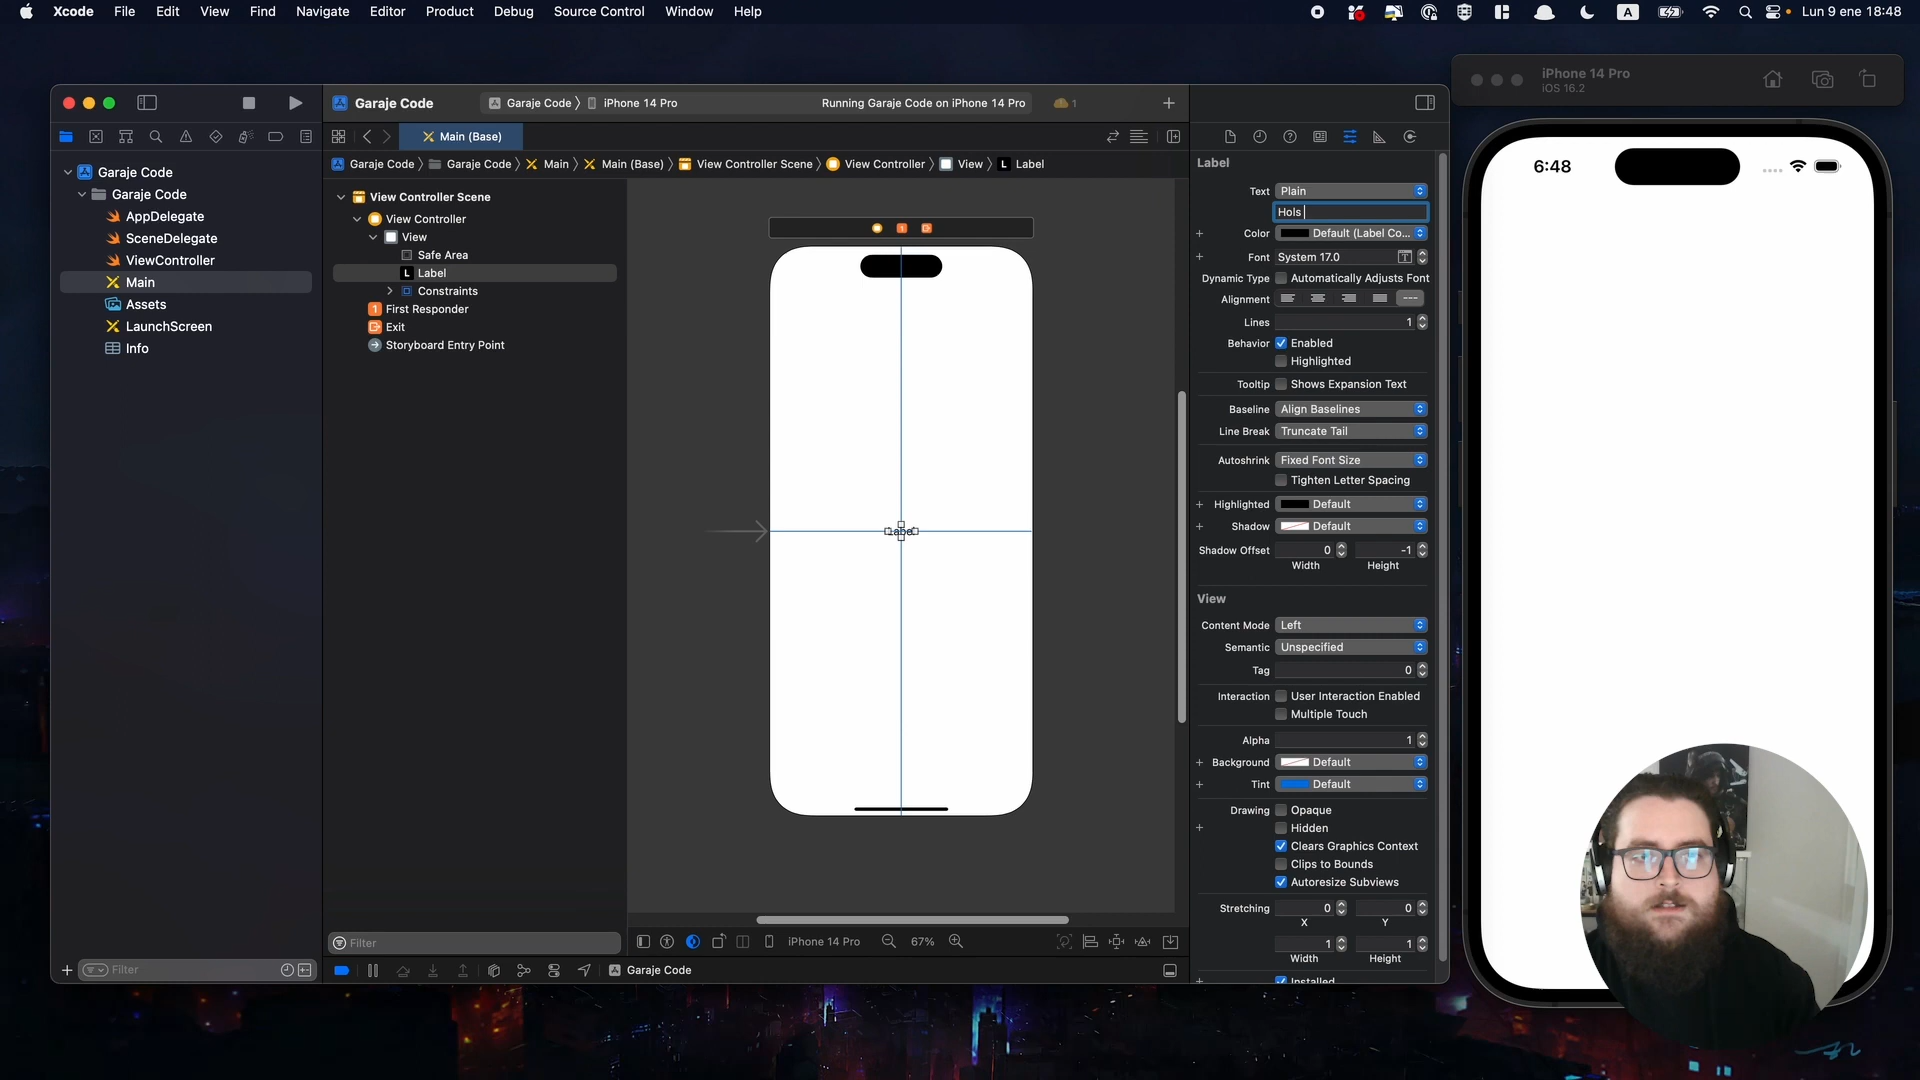 Xcode File Edit View Find Navigate Editor Product Debug Source Control Window Help
A
Lun 9 ene 18:48
Garaje Code
Garaje Code
AppDelegate
SceneDelegate
ViewController
Main
Assets
LaunchScreen
Info
Filter
Garaje Code
Garaje Code iPhone 14 Pro
Running Garaje Code on iPhone 14 Pro
1
Main (Base)
Garaje Code Garaje Code Main Main (Base) View Controller Scene View Controller View L Label
View Controller Scene
View Controller
View
Safe Area
L Label
Constraints
1 First Responder
Exit
Storyboard Entry Point
Filter
1
Label
iPhone 14 Pro
67%
Garaje Code
Label
Text Plain
Hols
Color Default (Label Co...
Font System 17.0
Dynamic Type Automatically Adjusts Font
Alignment
Lines 1
Behavior Enabled
Highlighted
Tooltip Shows Expansion Text
Baseline Align Baselines
Line Break Truncate Tail
Autoshrink Fixed Font Size
Tighten Letter Spacing
Highlighted Default
Shadow Default
Shadow Offset 0 -1
Width Height
View
Content Mode Left
Semantic Unspecified
Tag 0
Interaction User Interaction Enabled
Multiple Touch
Alpha 1
Background Default
Tint Default
Drawing Opaque
Hidden
Clears Graphics Context
Clips to Bounds
Autoresize Subviews
Stretching 0 0
X Y
1 1
Width Height
Installed
iPhone 14 Pro
iOS 16.2
6:48